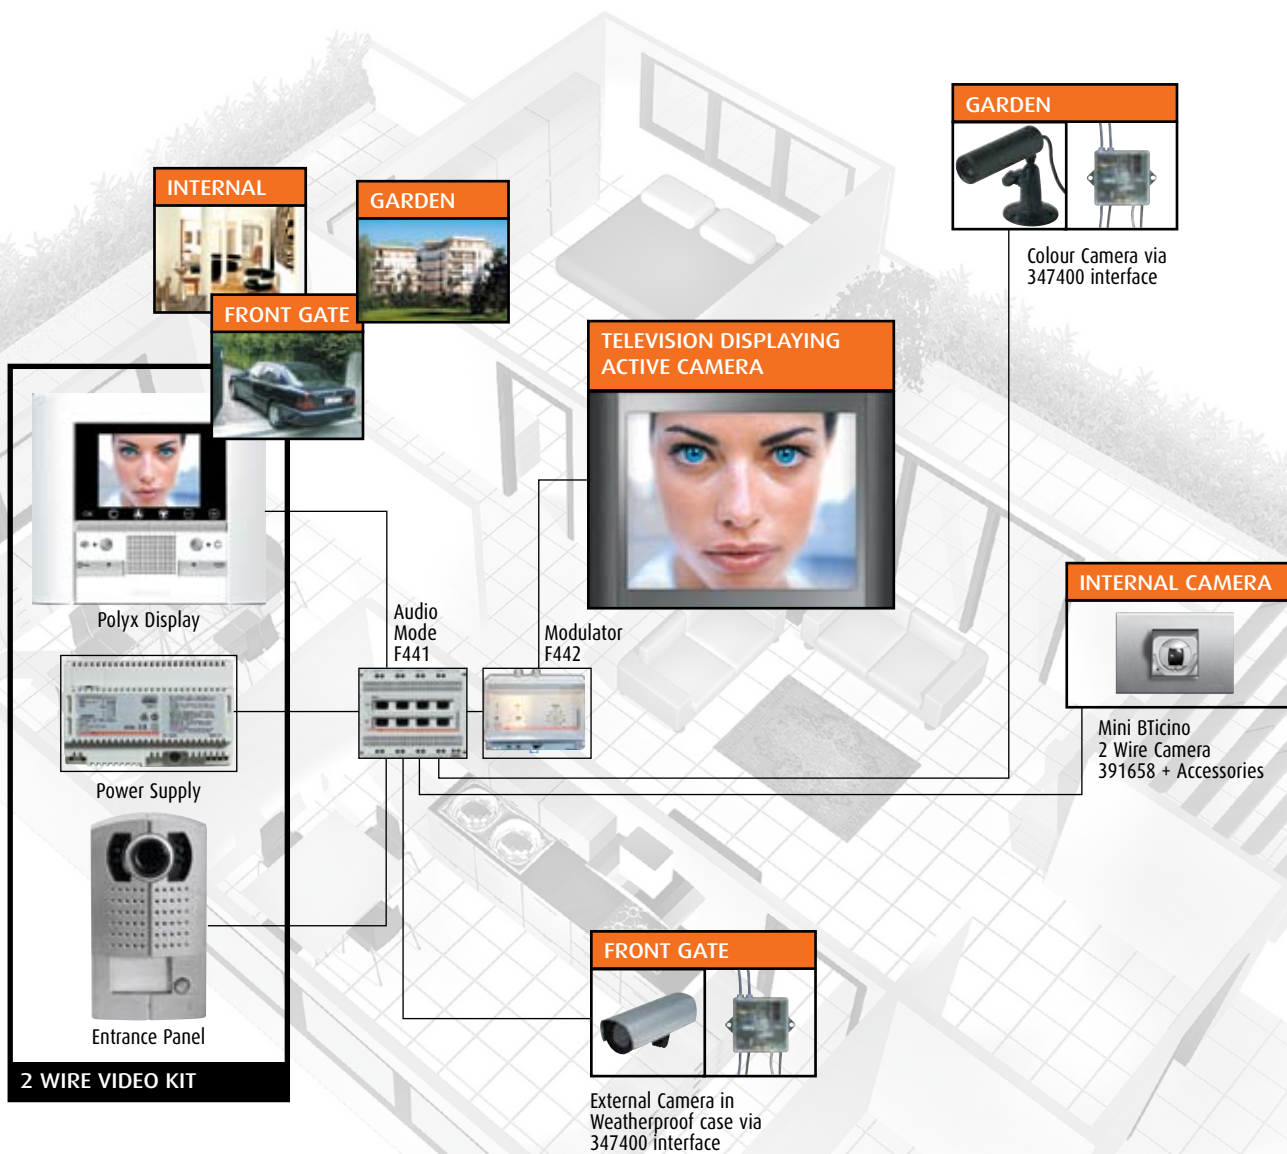 GARDEN
Colour Camera via
347400 interface
INTERNAL
GARDEN
FRONT GATE
TELEVISION DISPLAYING
ACTIVE CAMERA
Polyx Display
Audio
Mode
F441
Modulator
F442
INTERNAL CAMERA
Mini BTicino
2 Wire Camera
391658 + Accessories
Power Supply
Entrance Panel
2 WIRE VIDEO KIT
FRONT GATE
External Camera in
Weatherproof case via
347400 interface